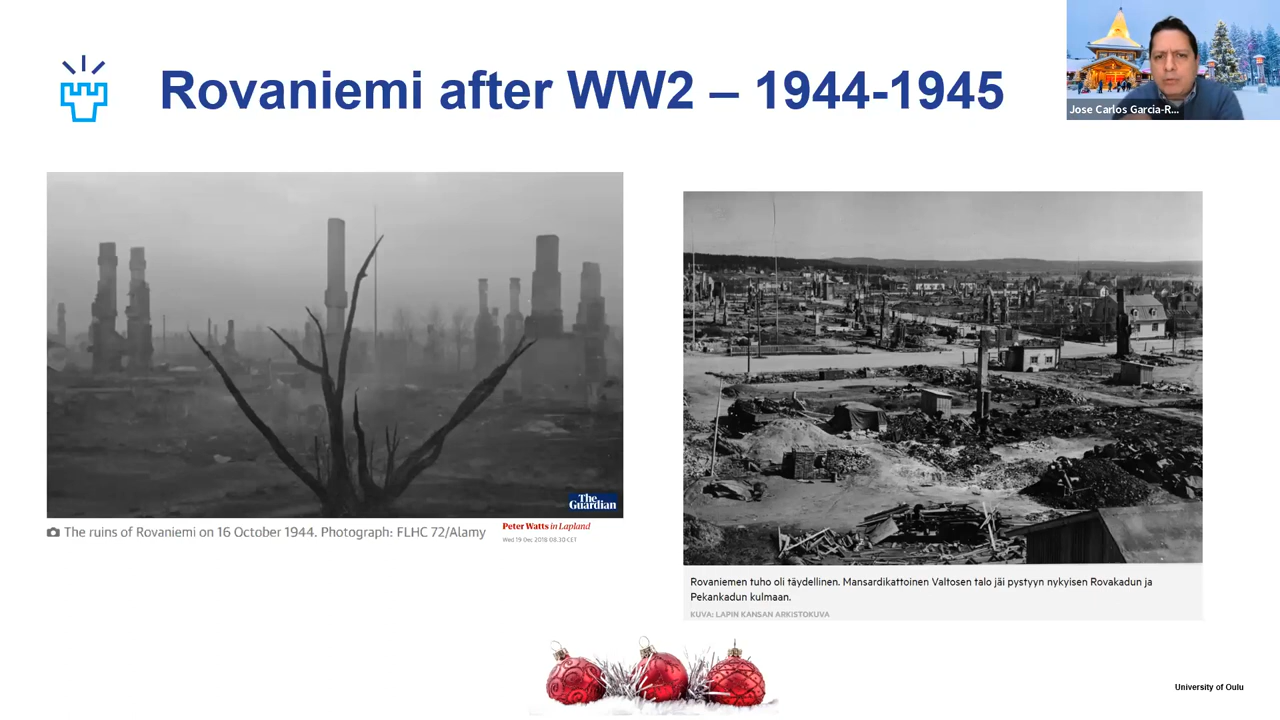 Rovaniemi after WW2 – 1944-1945
Jose Carlos Garcia-R...
The
Guardian
The ruins of Rovaniemi on 16 October 1944. Photograph: FLHC 72/Alamy
Peter Watts in Lapland
Wed 19 Dec 2018 08.30 CET
Rovaniemen tuho oli täydellinen. Mansardikattoinen Valtosen talo jäi pystyyn nykyisen Rovakadun ja
Pekankadun kulmaan.
KUVA: LAPIN KANSAN ARKISTOKUVA
University of Oulu